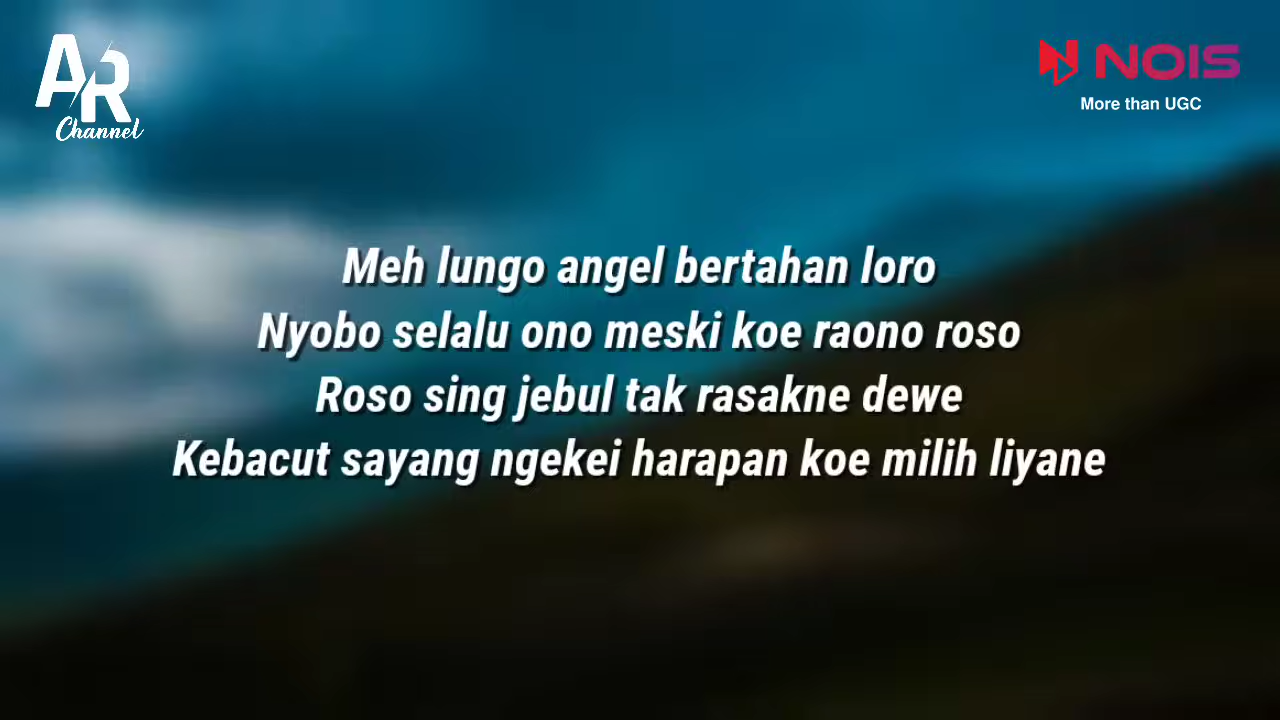 AR
Channel
NOIS
More than UGC
Meh lungo angel bertahan loro
Nyobo selalu ono meski koe raono roso
Roso sing jebul tak rasakne dewe
Kebacut sayang ngekei harapan koe milih liyane